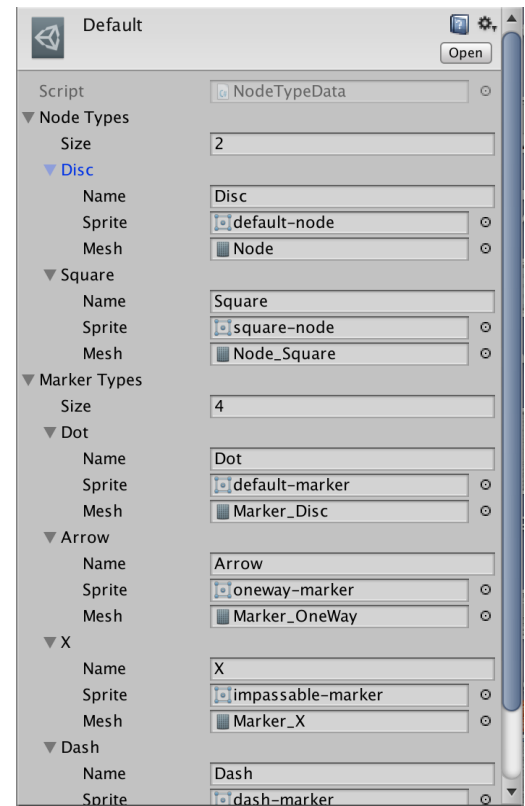 Default
Open
Script NodeTypeData
Node Types
Size 2
Disc
Name Disc
Sprite default-node
Mesh Node
Square
Name Square
Sprite square-node
Mesh Node_Square
Marker Types
Size 4
Dot
Name Dot
Sprite default-marker
Mesh Marker_Disc
Arrow
Name Arrow
Sprite oneway-marker
Mesh Marker_OneWay
X
Name X
Sprite impassable-marker
Mesh Marker_X
Dash
Name Dash
Sprite dash-marker